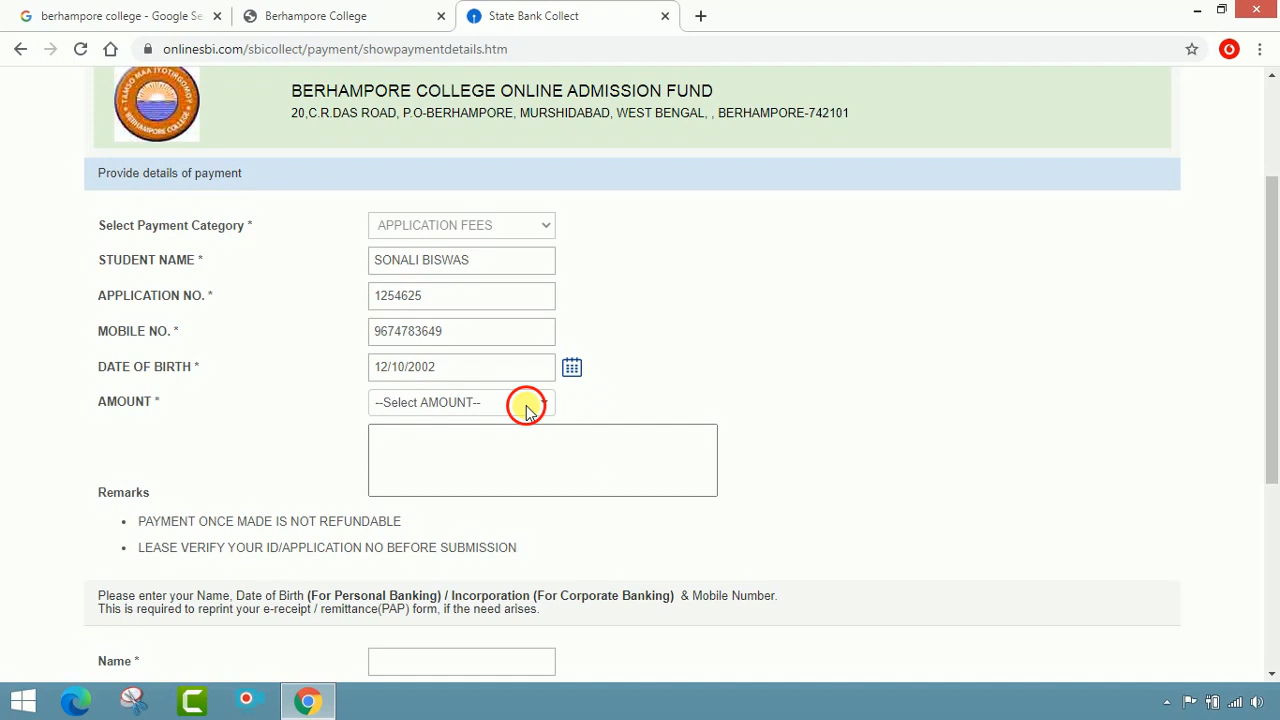 berhampore college - Google Se
Berhampore College
State Bank Collect
onlinesbi.com/sbicollect/payment/showpaymentdetails.htm
BERHAMPORE COLLEGE ONLINE ADMISSION FUND
20,C.R.DAS ROAD, P.O-BERHAMPORE, MURSHIDABAD, WEST BENGAL, , BERHAMPORE-742101
TAMSO MAA JYOTIRGOMOY
BERHAMPORE COLLEGE
Provide details of payment
Select Payment Category * APPLICATION FEES
STUDENT NAME * SONALI BISWAS
APPLICATION NO. * 1254625
MOBILE NO. * 9674783649
DATE OF BIRTH * 12/10/2002
AMOUNT * --Select AMOUNT--
Remarks
• PAYMENT ONCE MADE IS NOT REFUNDABLE
• LEASE VERIFY YOUR ID/APPLICATION NO BEFORE SUBMISSION
Please enter your Name, Date of Birth (For Personal Banking) / Incorporation (For Corporate Banking) & Mobile Number.
This is required to reprint your e-receipt / remittance(PAP) form, if the need arises.
Name *